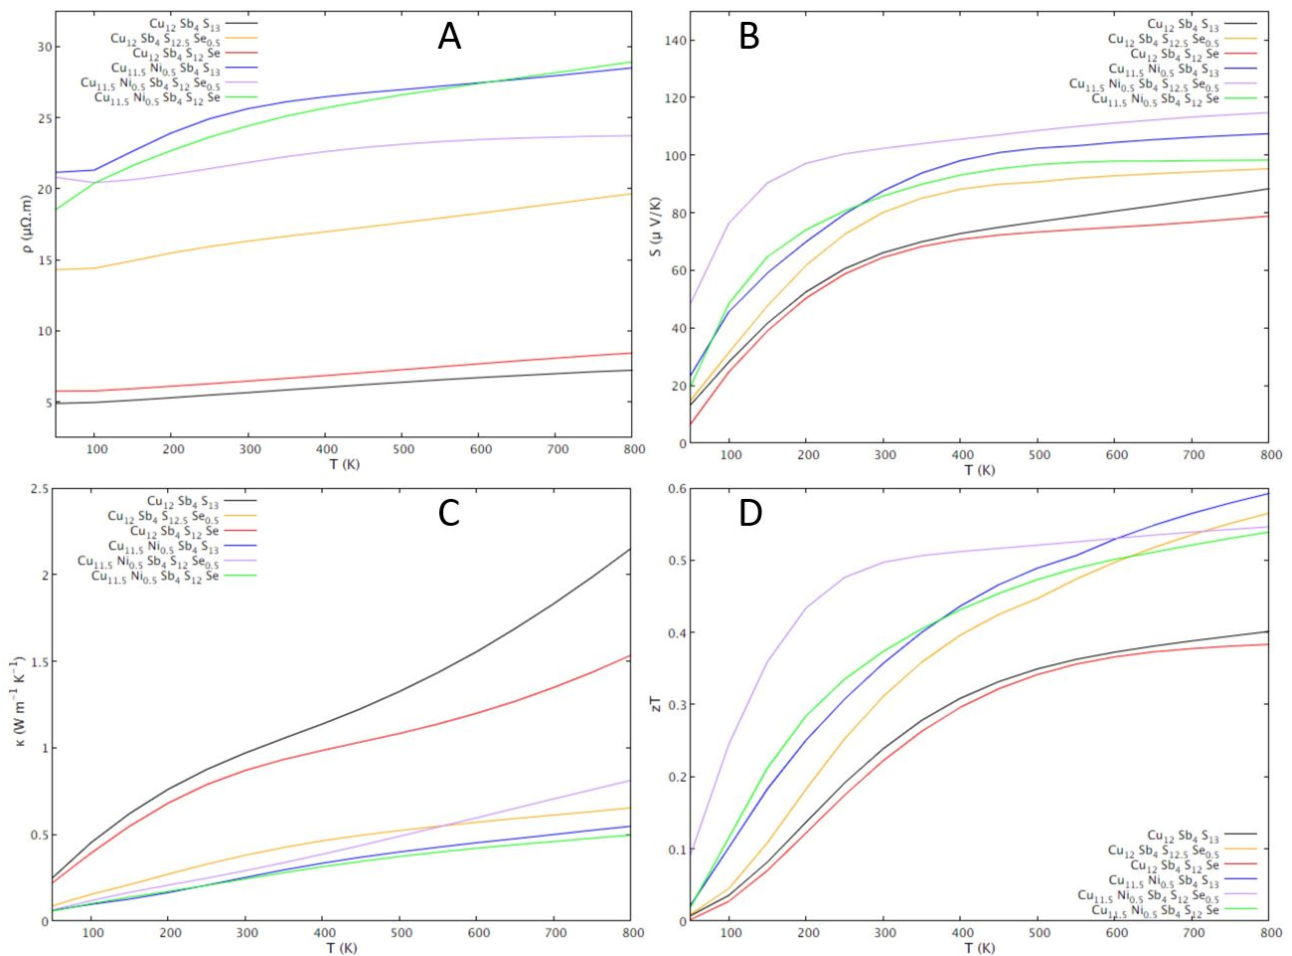 A
Cu12 Sb4 S13
Cu12 Sb4 S12.5 Se0.5
Cu12 Sb4 S12 Se
Cu11.5 Ni0.5 Sb4 S13
Cu11.5 Ni0.5 Sb4 S12 Se0.5
Cu11.5 Ni0.5 Sb4 S12 Se
30
25
20
15
10
5
ρ (μΩ.m)
100 200 300 400 500 600 700 800
T (K)
B
Cu12 Sb4 S13
Cu12 Sb4 S12.5 Se0.5
Cu12 Sb4 S12 Se
Cu11.5 Ni0.5 Sb4 S13
Cu11.5 Ni0.5 Sb4 S12.5 Se0.5
Cu11.5 Ni0.5 Sb4 S12 Se
140
120
100
80
60
40
20
0
S (μ V/K)
100 200 300 400 500 600 700 800
T (K)
C
Cu12 Sb4 S13
Cu12 Sb4 S12.5 Se0.5
Cu12 Sb4 S12 Se
Cu11.5 Ni0.5 Sb4 S13
Cu11.5 Ni0.5 Sb4 S12 Se0.5
Cu11.5 Ni0.5 Sb4 S12 Se
2.5
2
1.5
1
0.5
0
κ (W m−1 K−1)
100 200 300 400 500 600 700 800
T (K)
D
0.6
0.5
0.4
0.3
0.2
0.1
0
zT
Cu12 Sb4 S13
Cu12 Sb4 S12.5 Se0.5
Cu12 Sb4 S12 Se
Cu11.5 Ni0.5 Sb4 S13
Cu11.5 Ni0.5 Sb4 S12 Se0.5
Cu11.5 Ni0.5 Sb4 S12 Se
100 200 300 400 500 600 700 800
T (K)